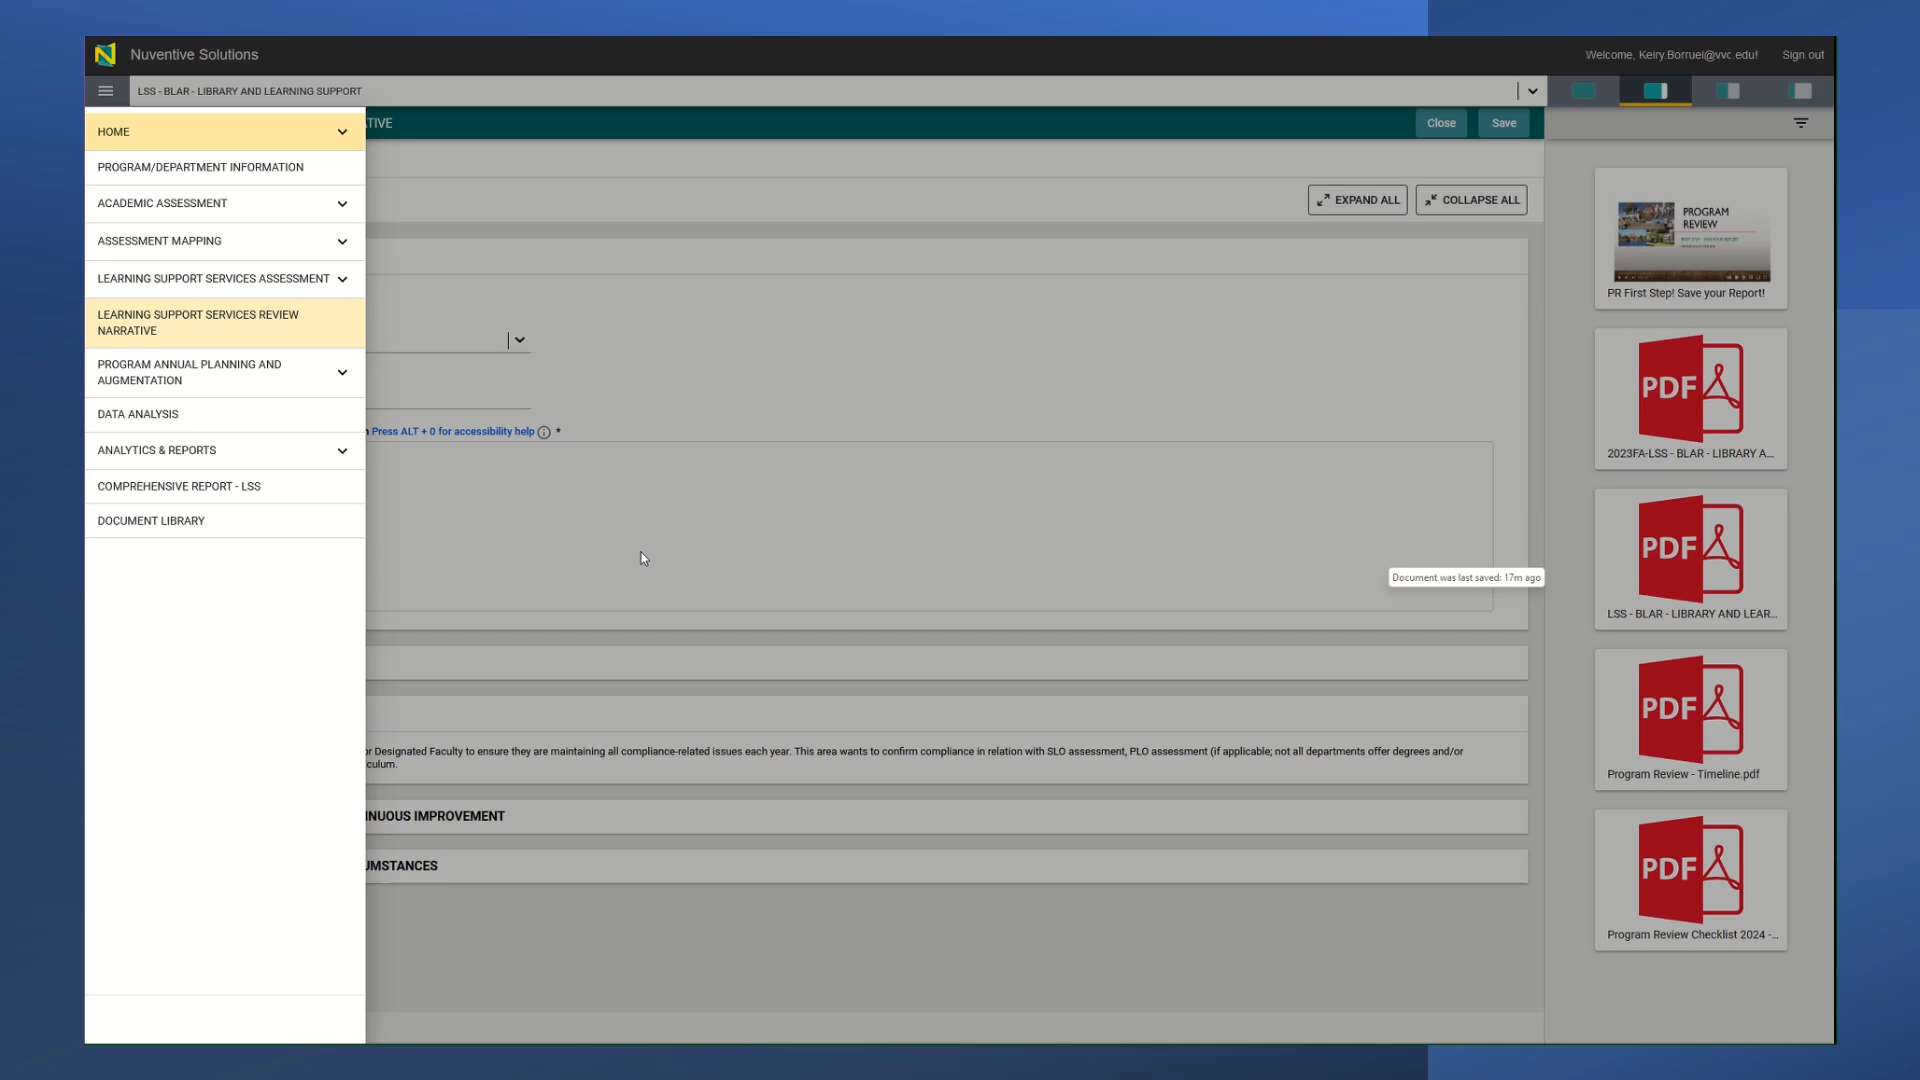 Nuventive Solutions
Welcome, Keiry.Borruel@vvc.edu!
Sign out
LSS - BLAR - LIBRARY AND LEARNING SUPPORT
HOME
PROGRAM/DEPARTMENT INFORMATION
ACADEMIC ASSESSMENT
ASSESSMENT MAPPING
LEARNING SUPPORT SERVICES ASSESSMENT
LEARNING SUPPORT SERVICES REVIEW
NARRATIVE
PROGRAM ANNUAL PLANNING AND
AUGMENTATION
DATA ANALYSIS
ANALYTICS & REPORTS
COMPREHENSIVE REPORT - LSS
DOCUMENT LIBRARY
ATIVE
Close
Save
EXPAND ALL
COLLAPSE ALL
Press ALT + 0 for accessibility help *
Document was last saved: 17m ago
or Designated Faculty to ensure they are maintaining all compliance-related issues each year. This area wants to confirm compliance in relation with SLO assessment, PLO assessment (if applicable; not all departments offer degrees and/or
culum.
INUOUS IMPROVEMENT
UMSTANCES
PROGRAM
REVIEW
PR First Step! Save your Report!
PDF
2023FA-LSS - BLAR - LIBRARY A...
PDF
LSS - BLAR - LIBRARY AND LEAR...
PDF
Program Review - Timeline.pdf
PDF
Program Review Checklist 2024 -...